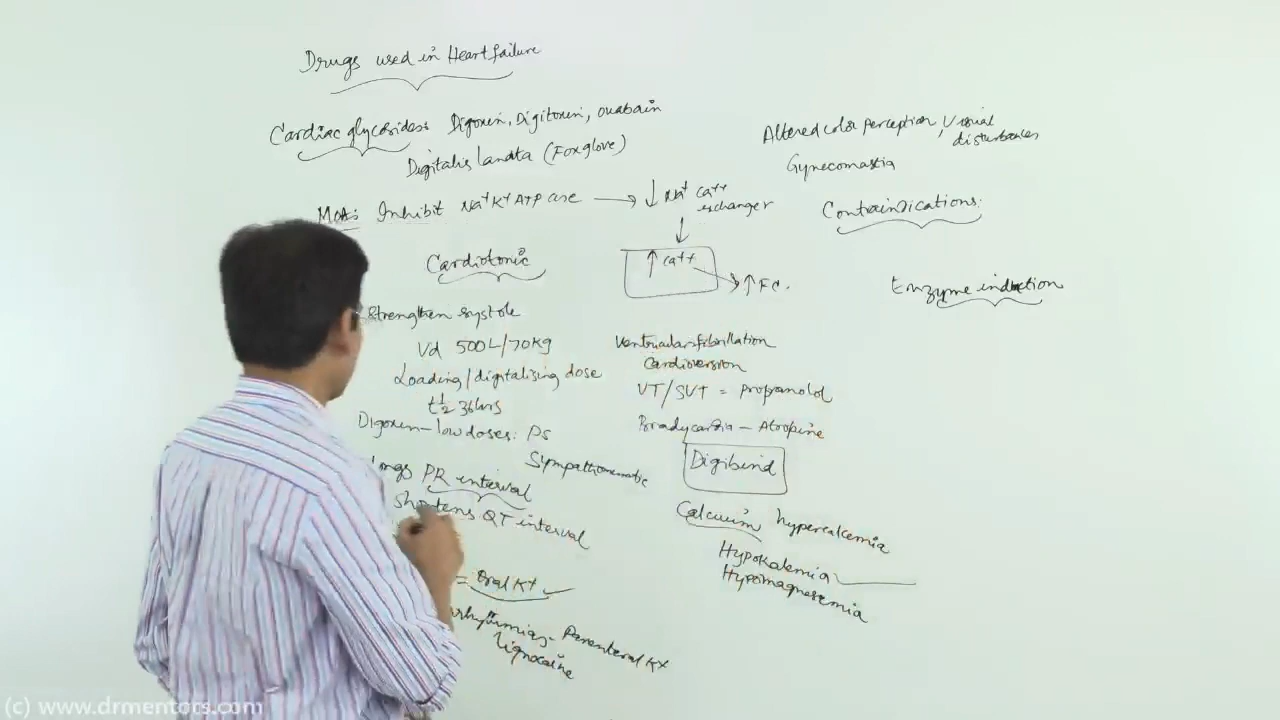 Drugs used in Heart failure
Cardiac glycosides: Digoxin, Digitoxin, ouabain
Digitalis lanata (Foxglove)
MOA: Inhibit Na+K+ATPase → ↓ Na+ Ca++ exchanger
↓
Cardiotonic
↑ Ca++
↑ FC.
Strengthen systole
Vd 500L/70Kg
Loading/digitalising dose
t½ 36hrs
Digoxin-low doses: PS
Sympathomimetic
PR interval
shortens QT interval
= Oral K+ ✓
arrhythmias- Parenteral K+
lignocaine
Ventricular fibrillation
Cardioversion
VT/SVT = Propanolol
Bradycardia - Atropine
Digibind
Calcium hypercalcemia
Hypokalemia
Hypomagnesemia
Altered color perception, Visual disturbances
Gynecomastia
Contraindications:
Enzyme induction
(c) www.drmentors.com